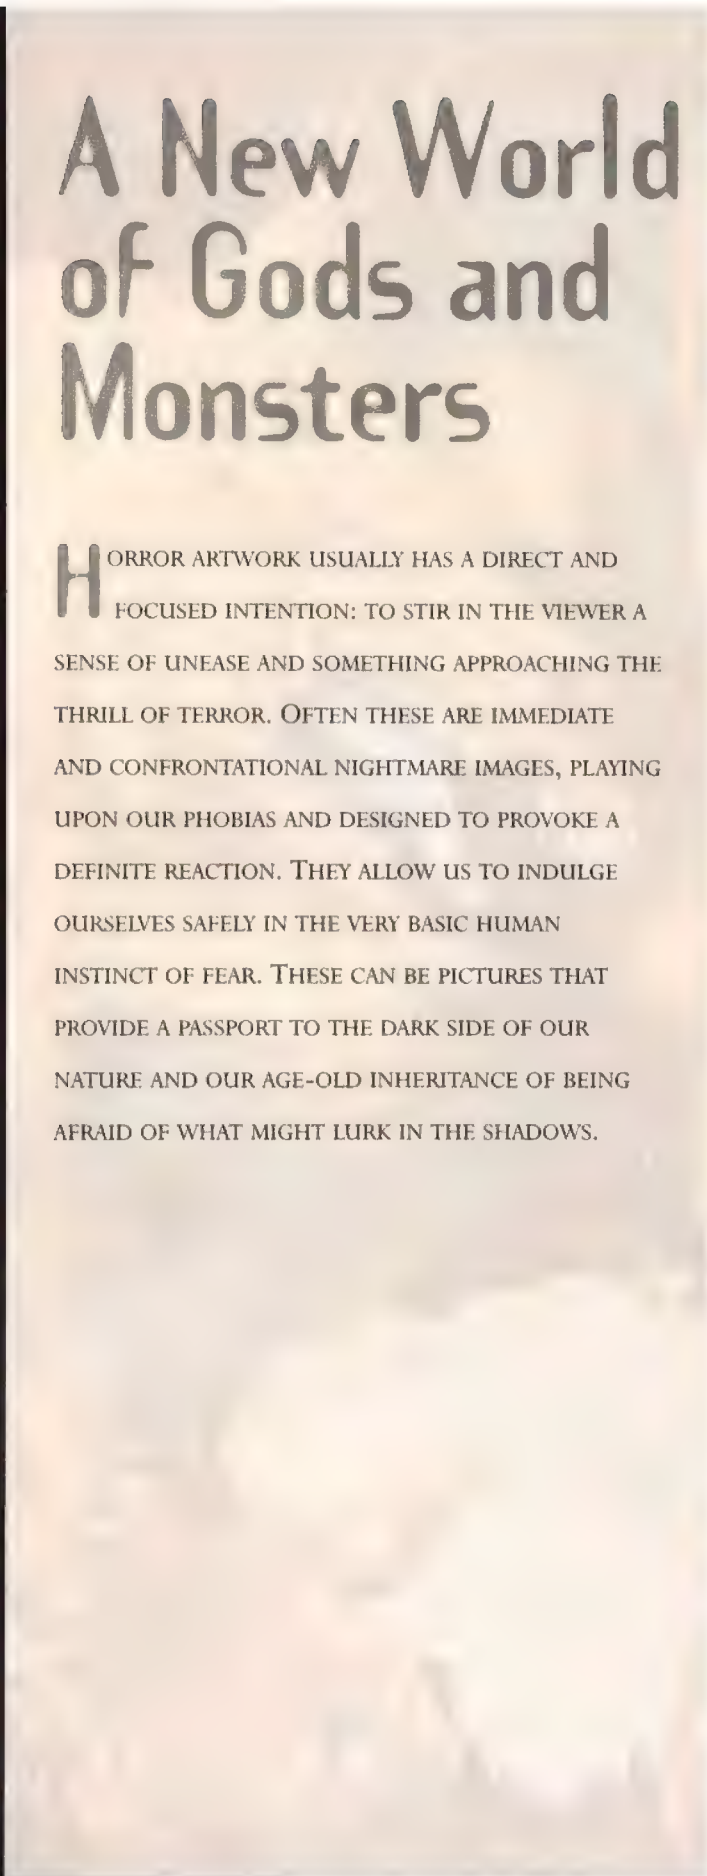 A New World
of Gods and
Monsters
HORROR ARTWORK USUALLY HAS A DIRECT AND
FOCUSED INTENTION: TO STIR IN THE VIEWER A
SENSE OF UNEASE AND SOMETHING APPROACHING THE
THRILL OF TERROR. OFTEN THESE ARE IMMEDIATE
AND CONFRONTATIONAL NIGHTMARE IMAGES, PLAYING
UPON OUR PHOBIAS AND DESIGNED TO PROVOKE A
DEFINITE REACTION. THEY ALLOW US TO INDULGE
OURSELVES SAFELY IN THE VERY BASIC HUMAN
INSTINCT OF FEAR. THESE CAN BE PICTURES THAT
PROVIDE A PASSPORT TO THE DARK SIDE OF OUR
NATURE AND OUR AGE-OLD INHERITANCE OF BEING
AFRAID OF WHAT MIGHT LURK IN THE SHADOWS.